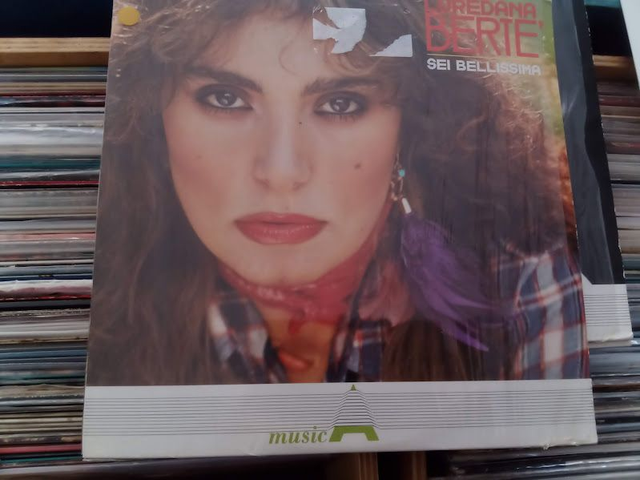 LOREDANA
BERTE'
SEI BELLISSIMA
music A